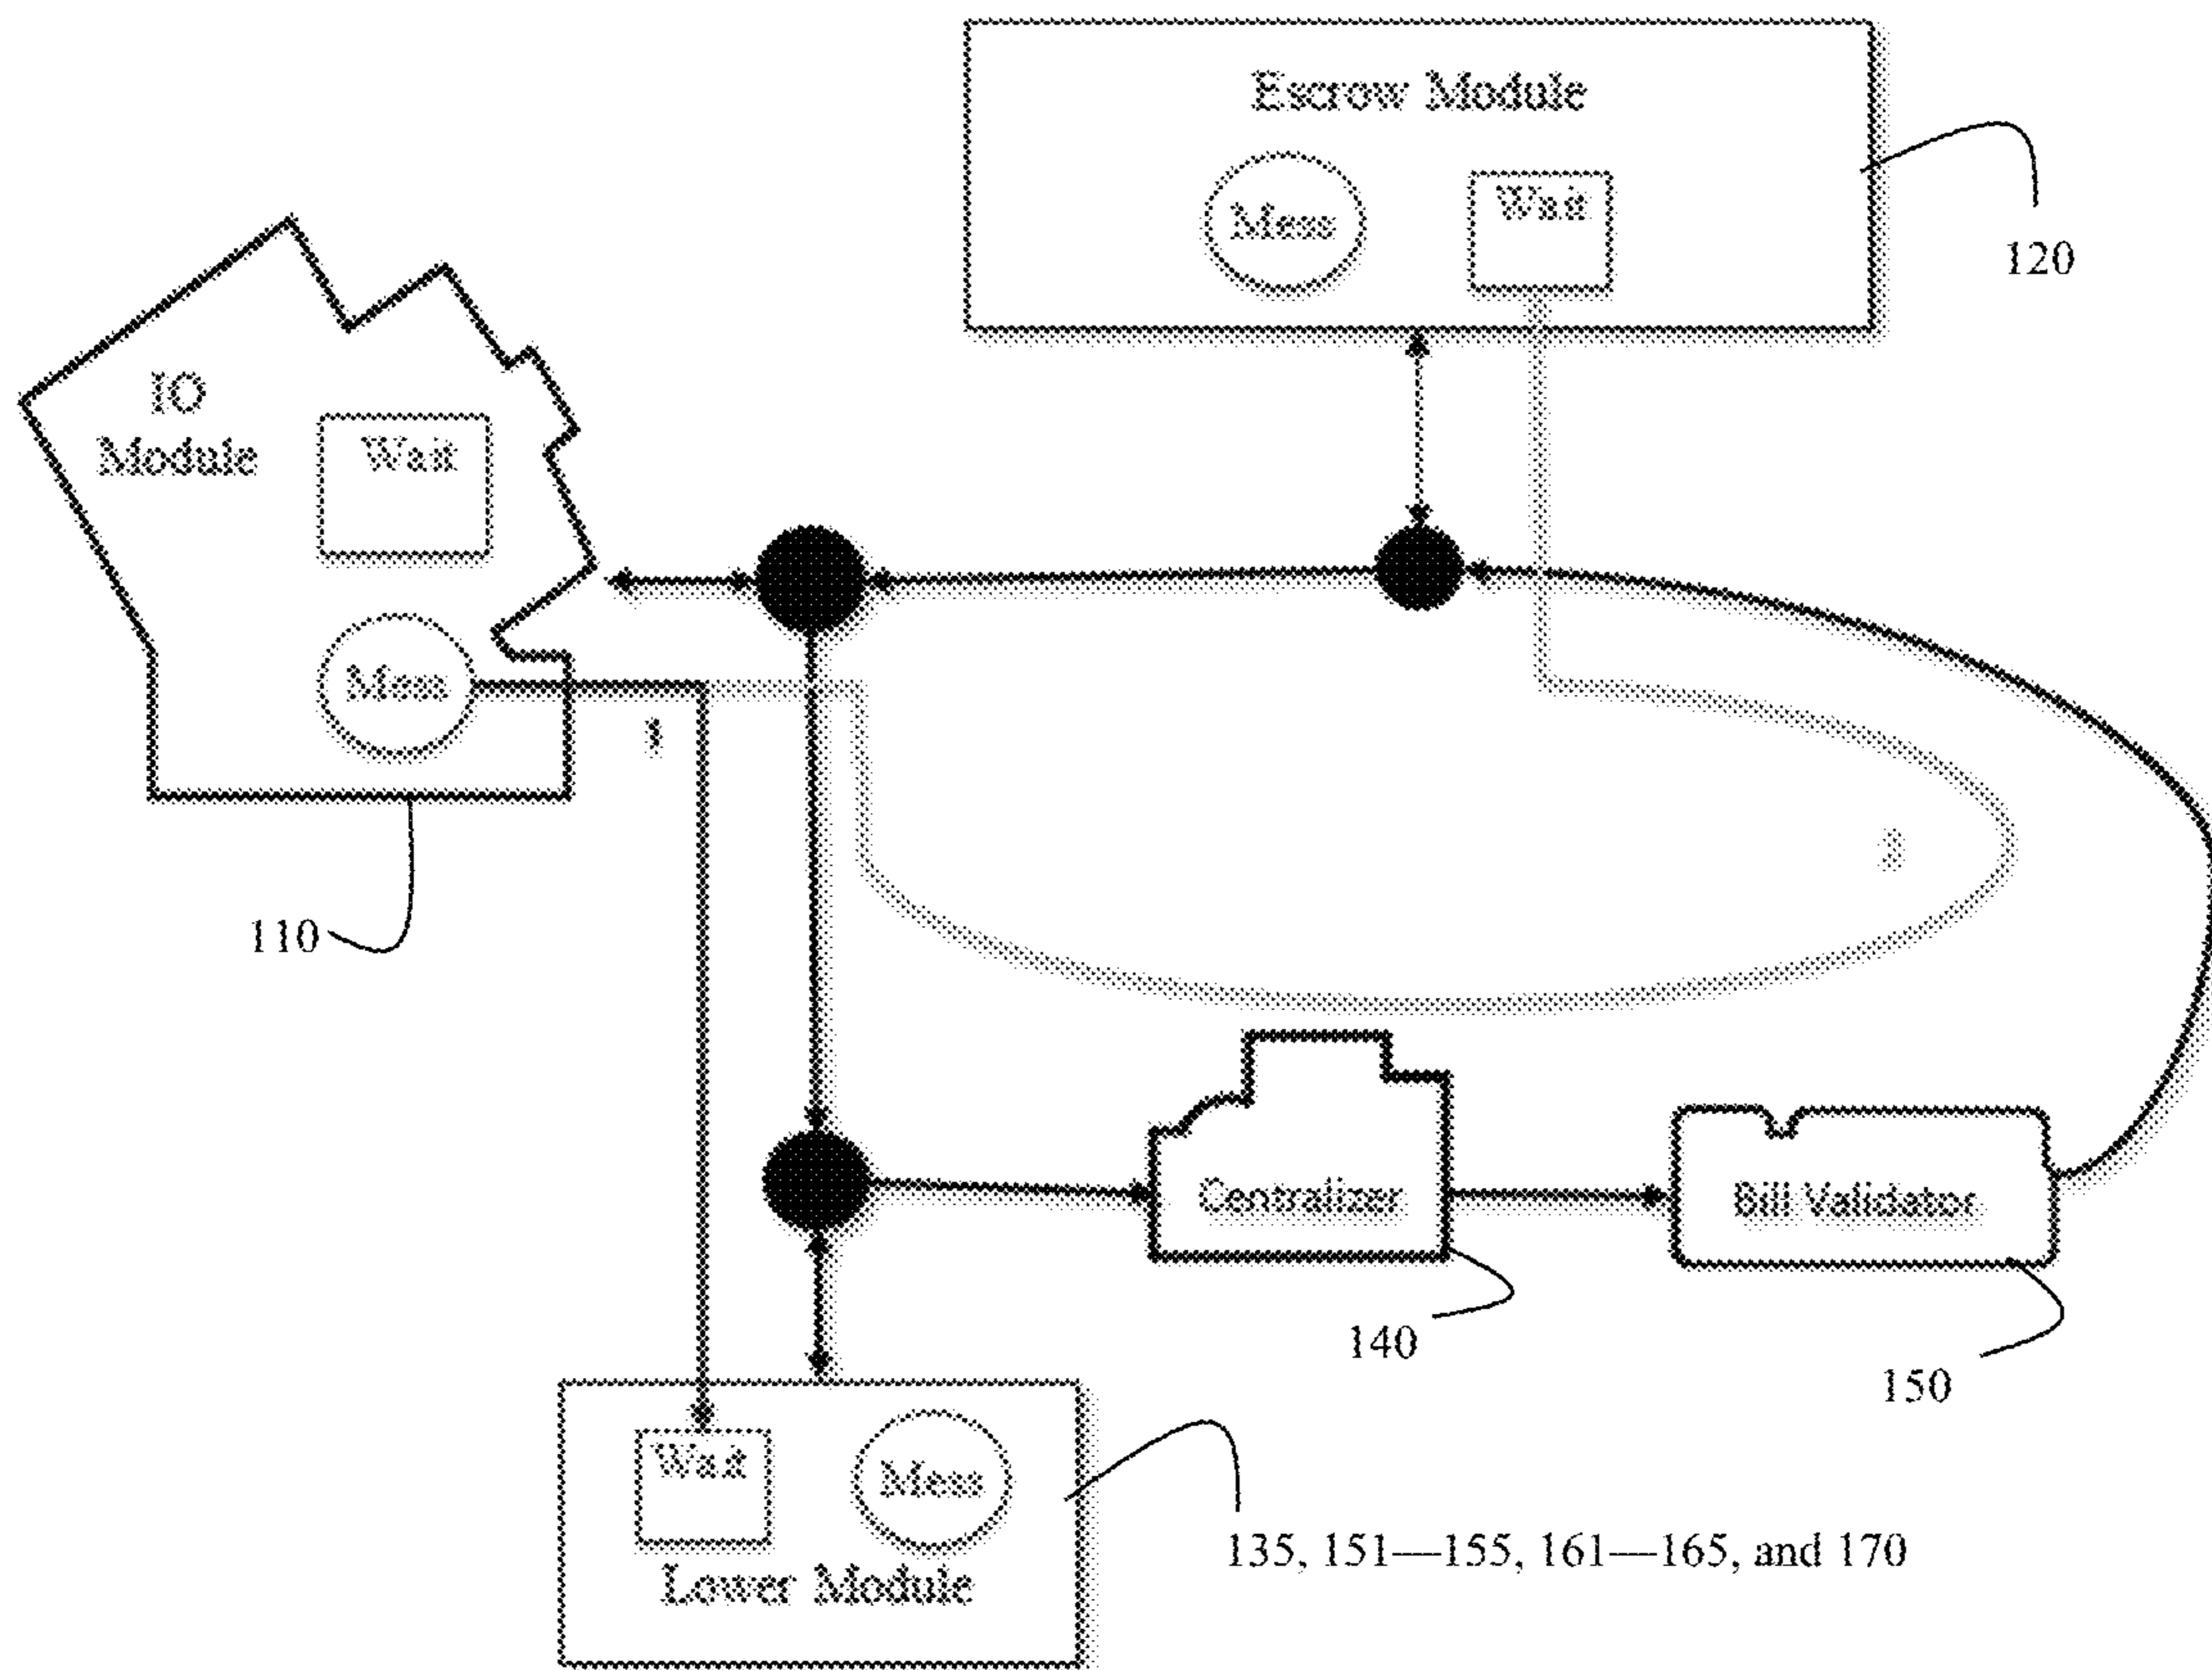 Escrow Module
Mess
Wait
120
IO
Module
Wait
Mess
110
Centralizer
Bill Validator
140
150
Wait
Mess
Lower Module
135, 151—155, 161—165, and 170